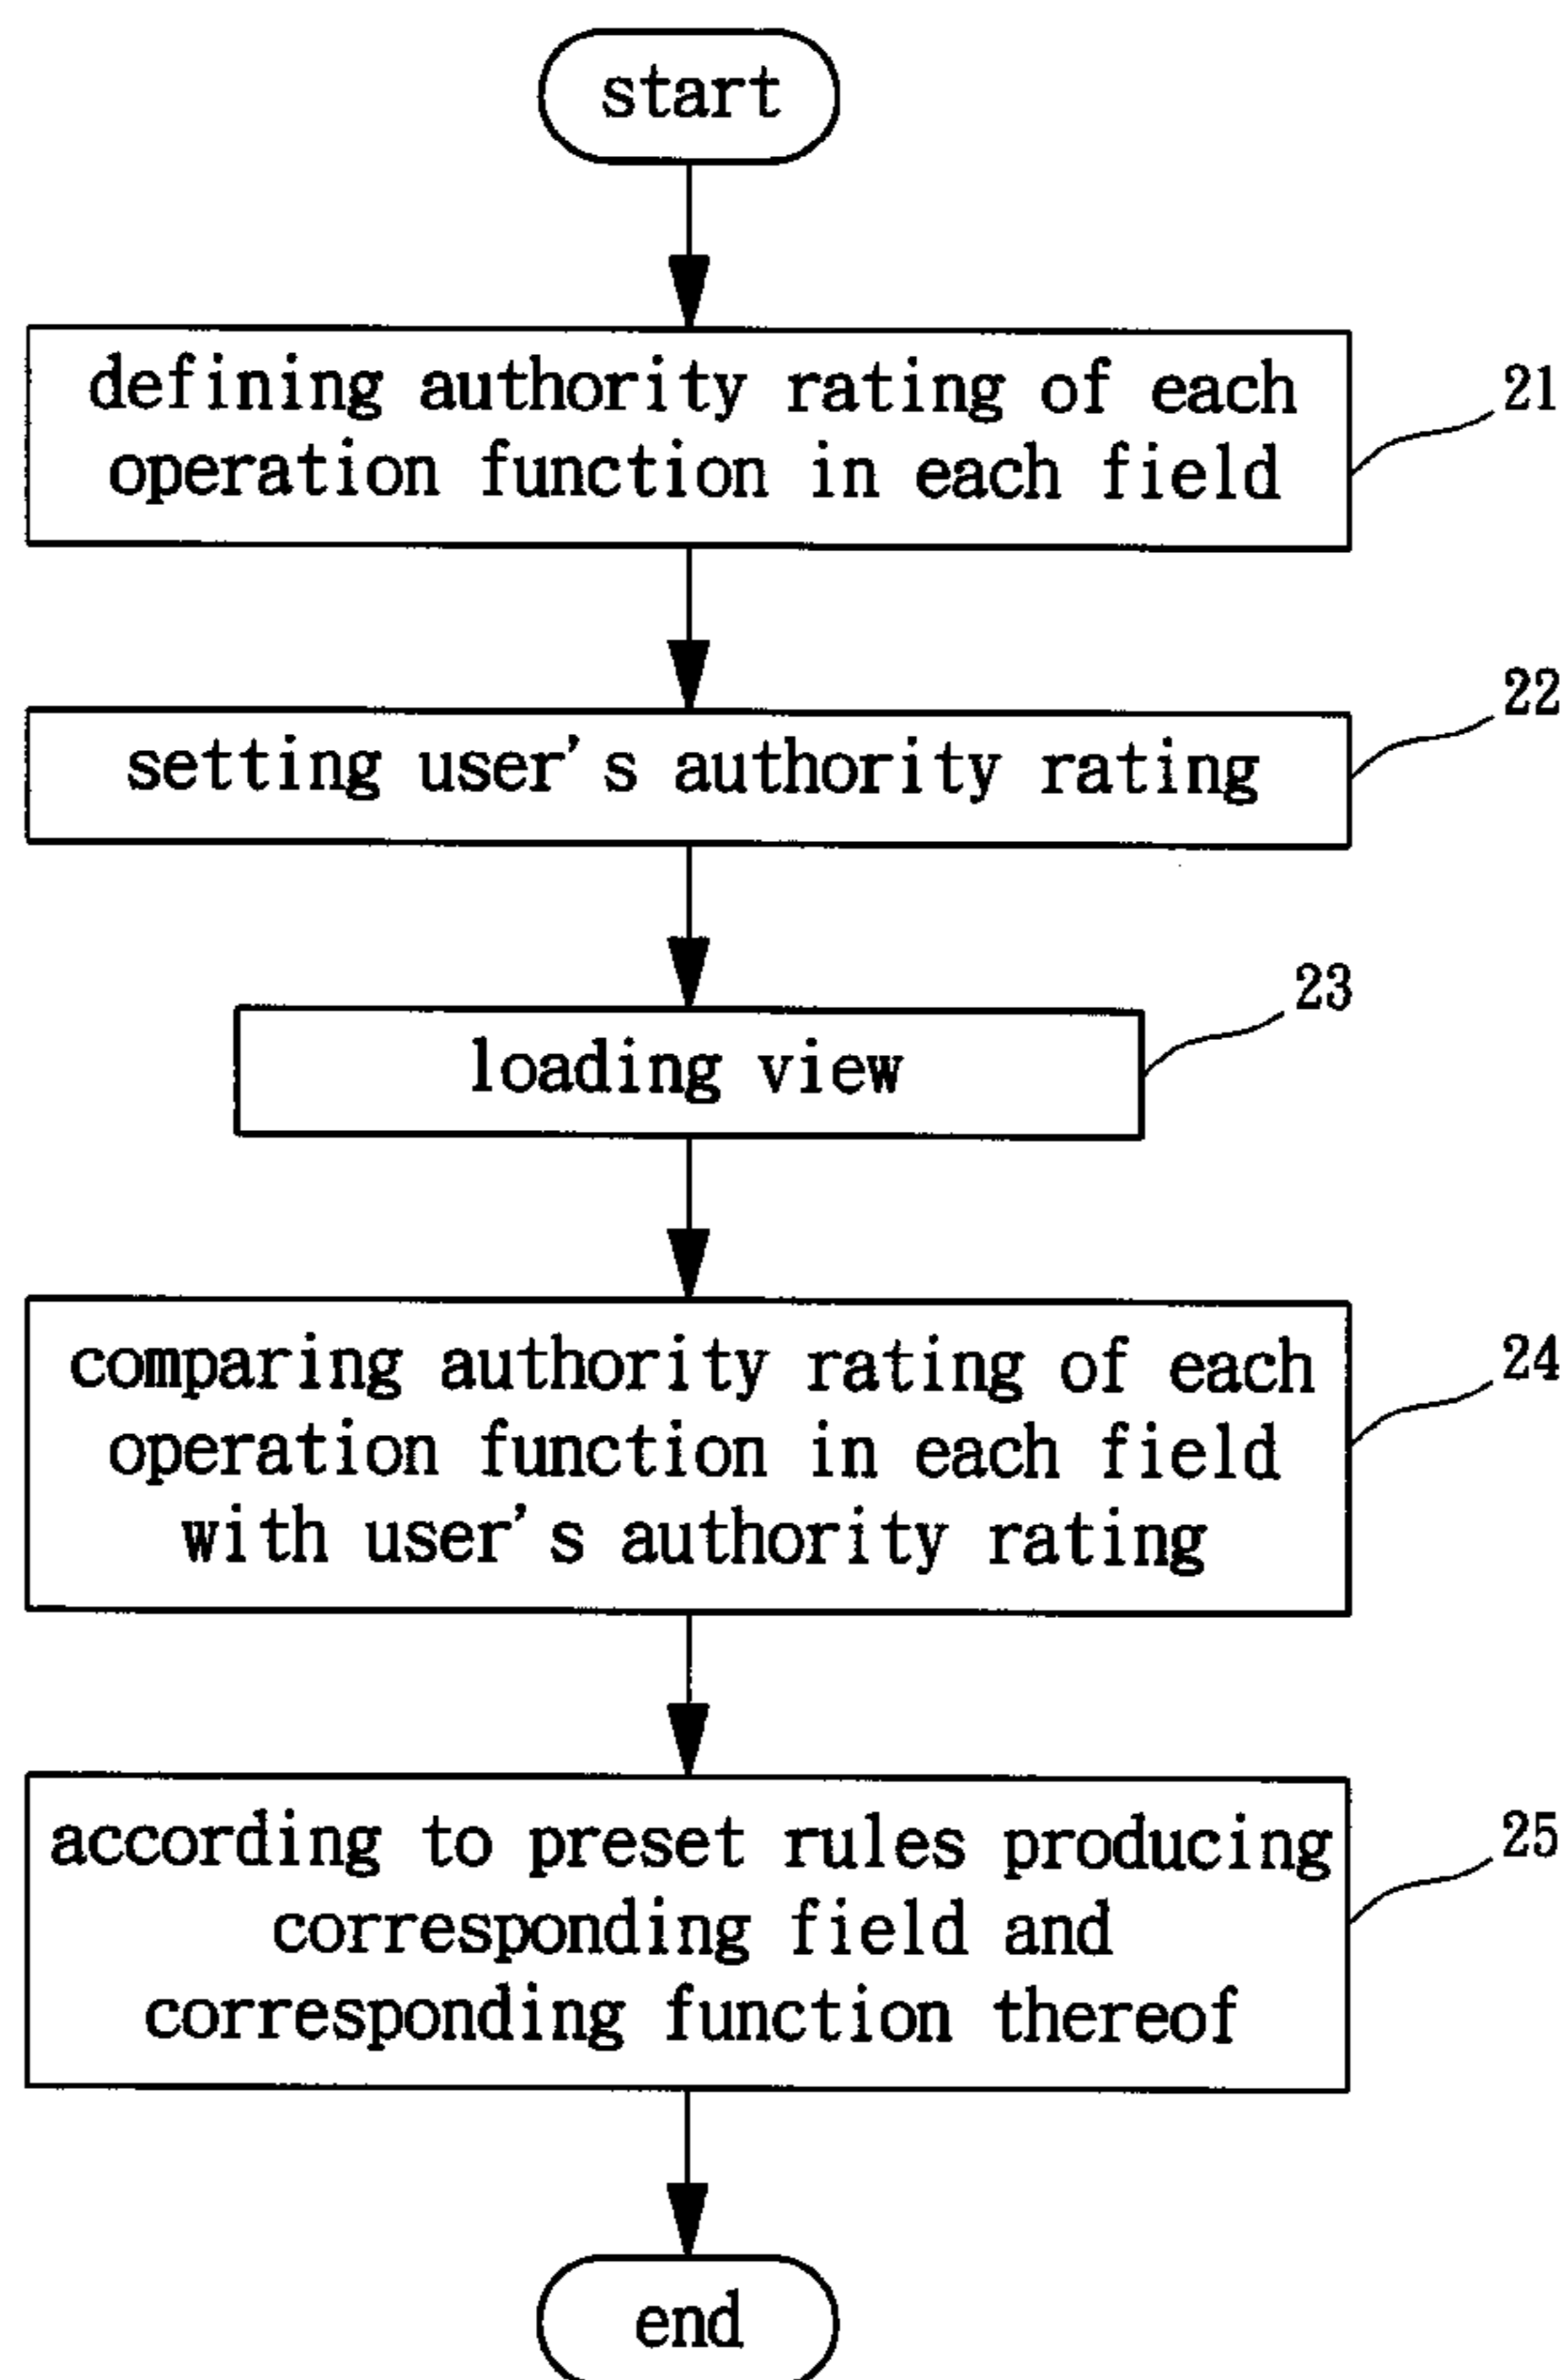 start
defining authority rating of each
operation function in each field
21
setting user's authority rating
22
loading view
23
comparing authority rating of each
operation function in each field
with user's authority rating
24
according to preset rules producing
corresponding field and
corresponding function thereof
25
end